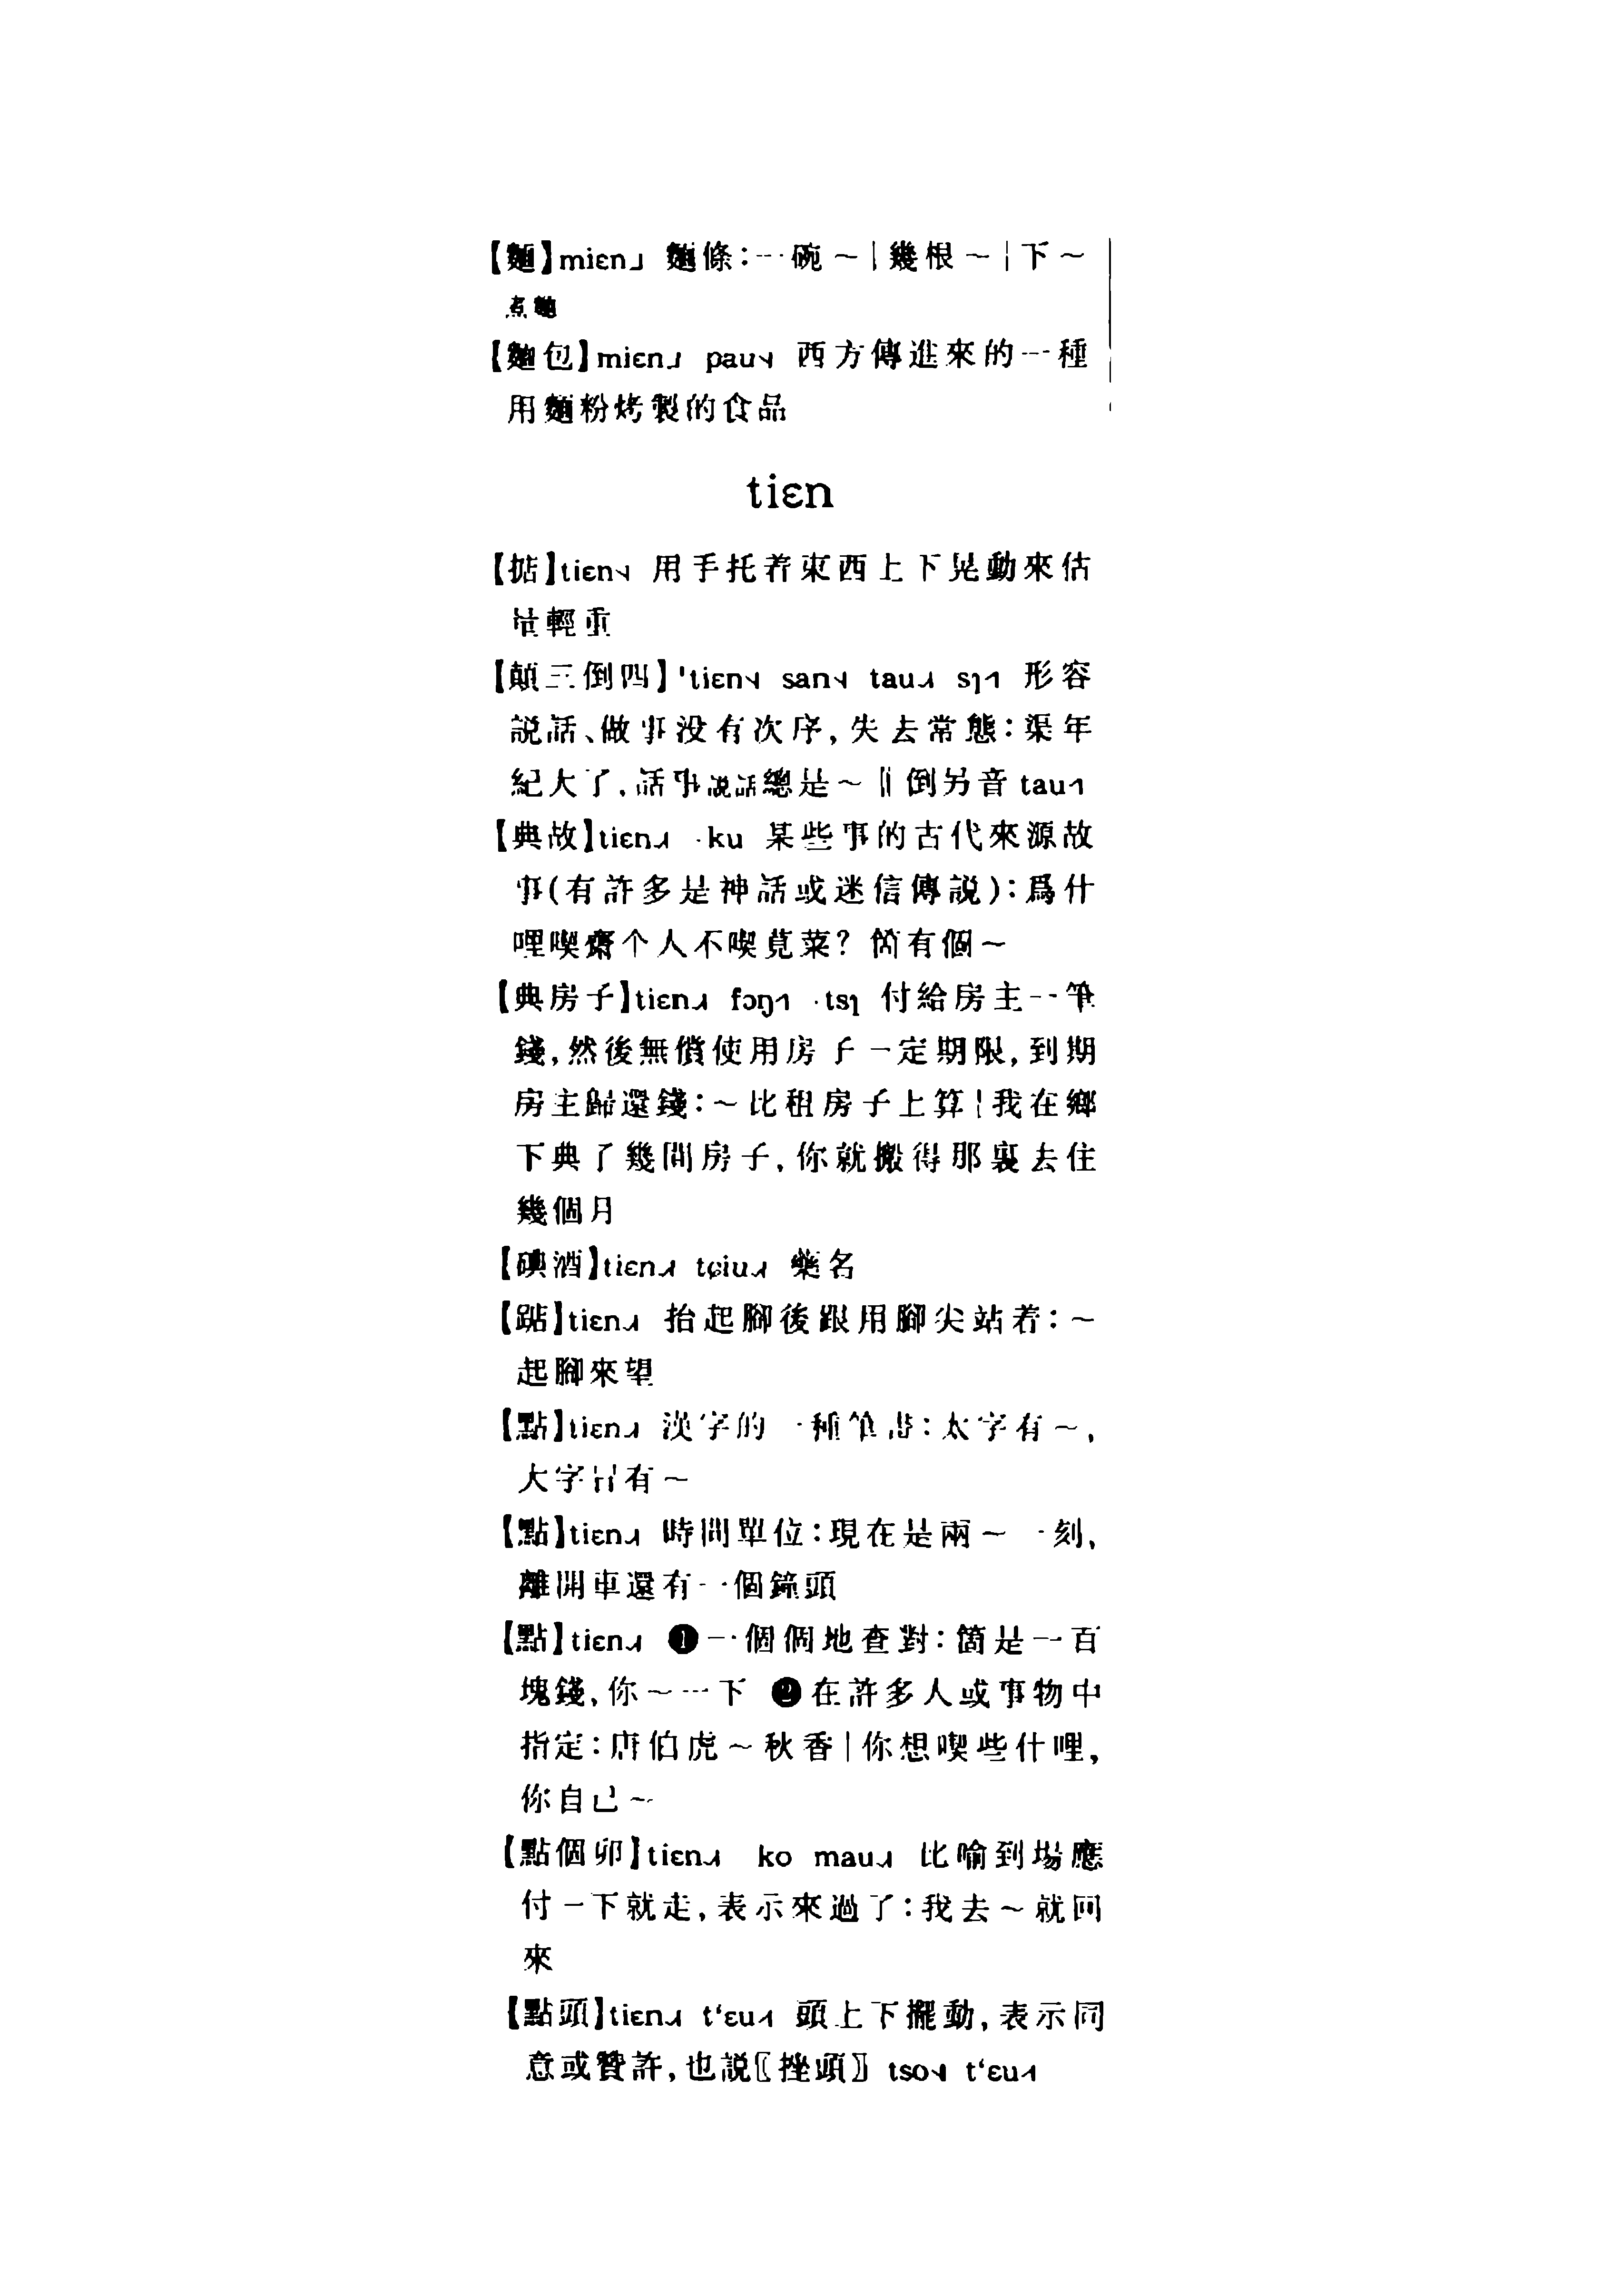 【麵】miɛn˩ 麵條：一碗～｜幾根～｜下～
煮麵
【麵包】miɛn˩ pau˧ 西方傳進來的一種
用麵粉烤製的食品
tiɛn
【掂】tiɛn˧ 用手托着東西上下晃動來估
量輕重
【顛三倒四】'tiɛn˧ san˧ tau˩ sɿ˥ 形容
説話、做事没有次序，失去常態：渠年
紀大了，話事説話總是～‖倒另音 tau˥
【典故】tiɛn˩ ·ku 某些事的古代來源故
事(有許多是神話或迷信傳説)：爲什
哩喫齋个人不喫莧菜？箇有個～
【典房子】tiɛn˩ fɔŋ˥ ·tsɿ 付給房主一筆
錢，然後無償使用房子一定期限，到期
房主歸還錢：～比租房子上算｜我在鄉
下典了幾間房子，你就搬得那裏去住
幾個月
【碘酒】tiɛn˩ tɕiu˩ 藥名
【踮】tiɛn˩ 抬起腳後跟用腳尖站着：～
起腳來望
【點】tiɛn˩ 漢字的一種筆畫：太字有～，
大字冇有～
【點】tiɛn˩ 時間單位：現在是兩～一刻，
離開車還有一個鐘頭
【點】tiɛn˩ ❶一個個地查對：箇是一百
塊錢，你～一下 ❷在許多人或事物中
指定：唐伯虎～秋香｜你想喫些什哩，
你自己～
【點個卯】tiɛn˩ ko mau˩ 比喻到場應
付一下就走，表示來過了：我去～就回
來
【點頭】tiɛn˩ t‘ɛu˧ 頭上下擺動，表示同
意或贊許，也説〖挫頭〗 tso˧ t‘ɛu˧